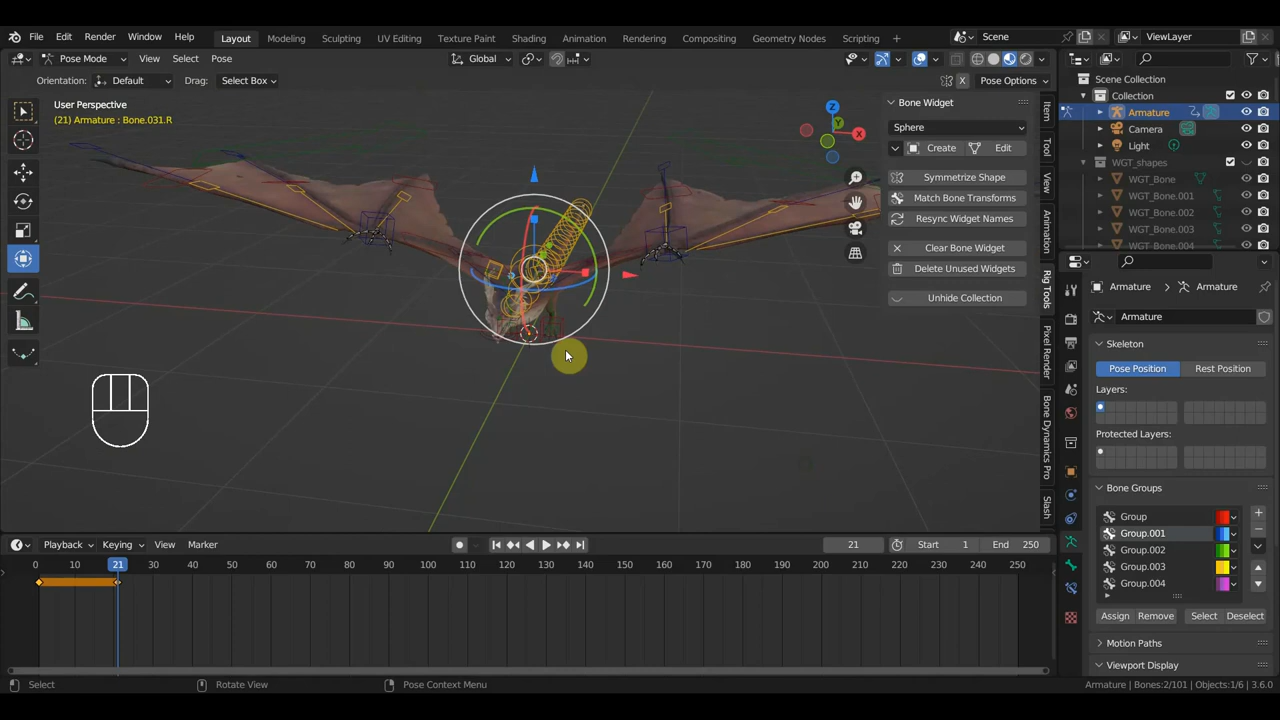 File Edit Render Window Help Layout Modeling Sculpting UV Editing Texture Paint Shading Animation Rendering Compositing Geometry Nodes Scripting + Scene ViewLayer
Pose Mode View Select Pose Global
Orientation: Default Drag: Select Box X Pose Options
User Perspective
(21) Armature : Bone.031.R
Z
Y
X
Bone Widget
Sphere
Create Edit
Symmetrize Shape
Match Bone Transforms
Resync Widget Names
Clear Bone Widget
Delete Unused Widgets
Unhide Collection
Item
Tool
View
Animation
Rig Tools
Pixel Render
Bone Dynamics Pro
Slash
Scene Collection
Collection
Armature
Camera
Light
WGT_shapes
WGT_Bone
WGT_Bone.001
WGT_Bone.002
WGT_Bone.003
WGT_Bone.004
Armature Armature
Armature
Skeleton
Pose Position Rest Position
Layers:
Protected Layers:
Bone Groups
Group
Group.001
Group.002
Group.003
Group.004
Assign Remove Select Deselect
Motion Paths
Viewport Display
Playback Keying View Marker 21 Start 1 End 250
0 10 21 30 40 50 60 70 80 90 100 110 120 130 140 150 160 170 180 190 200 210 220 230 240 250
Select Rotate View Pose Context Menu Armature | Bones:2/101 | Objects:1/6 | 3.6.0